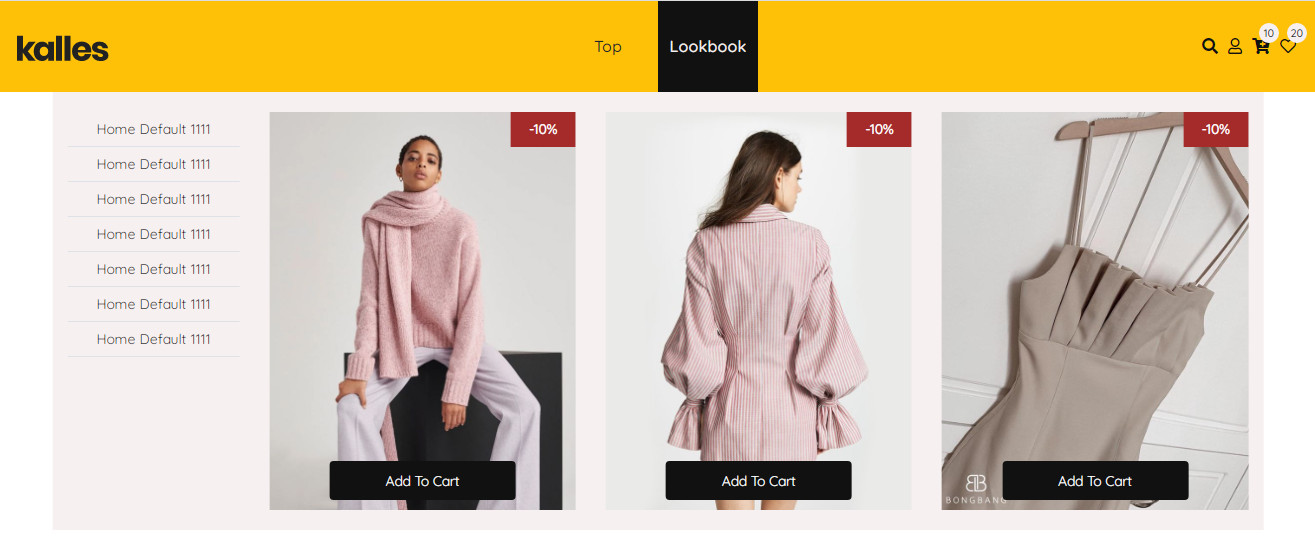 kalles
Top
Lookbook
10
20
Home Default 1111
Home Default 1111
Home Default 1111
Home Default 1111
Home Default 1111
Home Default 1111
Home Default 1111
-10%
Add To Cart
-10%
Add To Cart
-10%
BONGBANG
Add To Cart